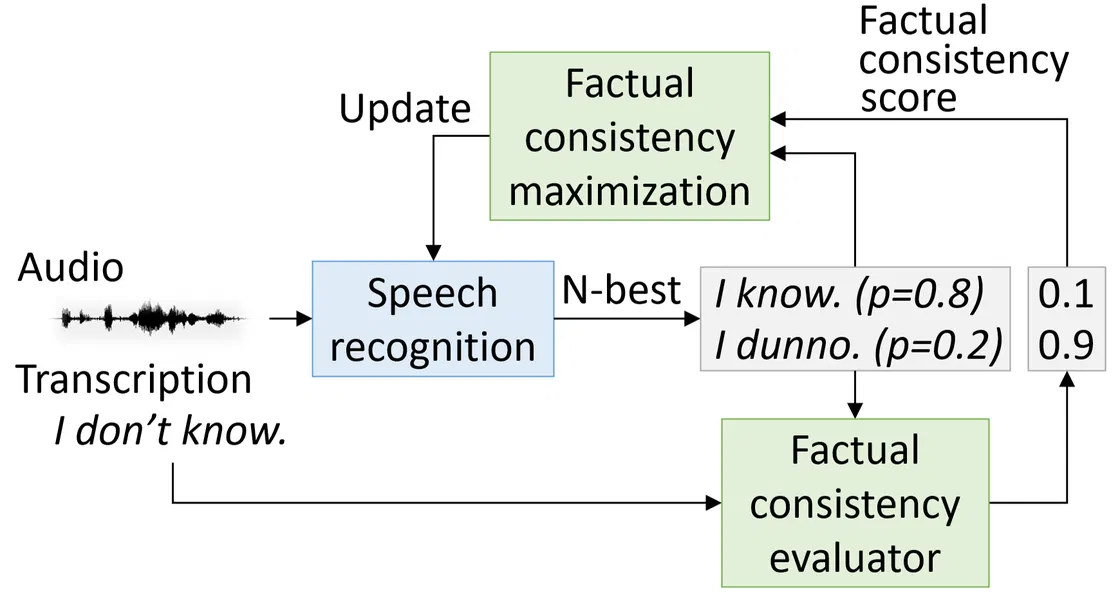 Factual
consistency
score
Factual
consistency
maximization
Update
Audio
Speech
recognition
N-best
I know. (p=0.8)
I dunno. (p=0.2)
0.1
0.9
Transcription
I don’t know.
Factual
consistency
evaluator